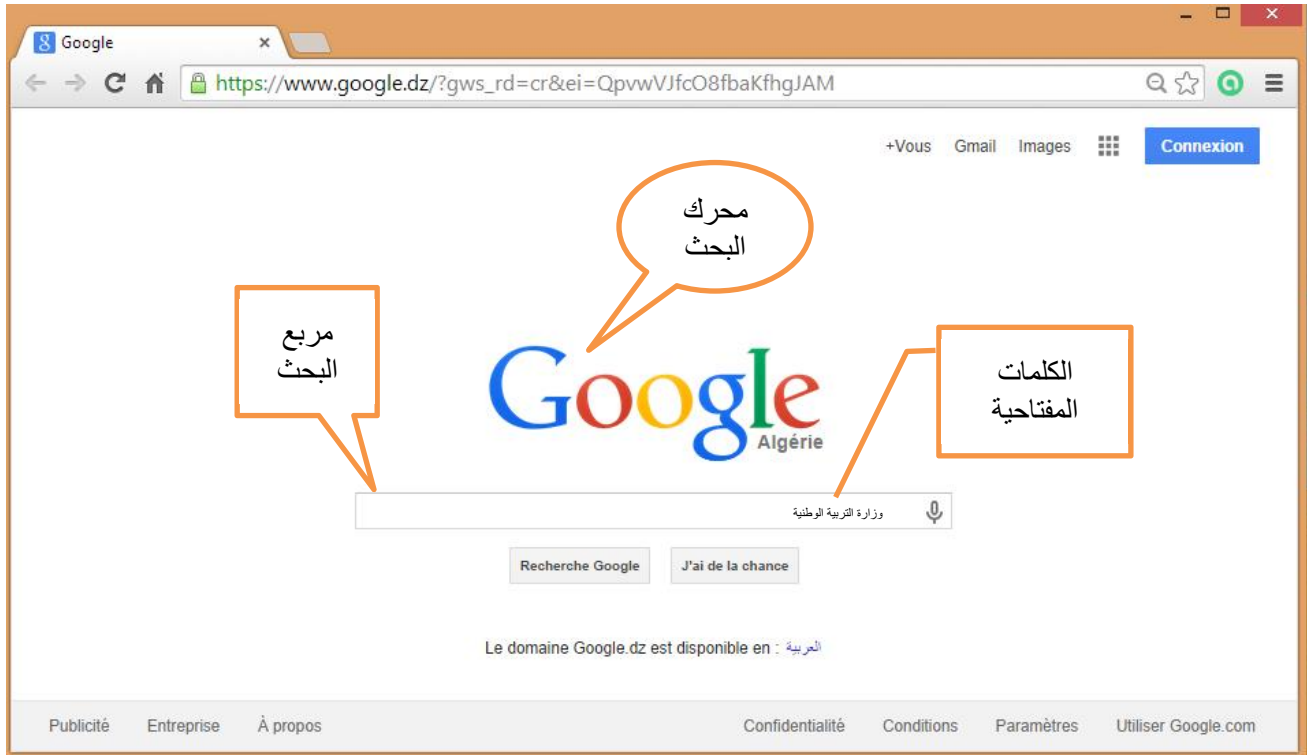 Google
https://www.google.dz/?gws_rd=cr&ei=QpvwVJfcO8fbaKfhgJAM
+Vous Gmail Images Connexion
محرك
البحث
مربع
البحث
الكلمات
المفتاحية
Google
Algérie
وزارة التربية الوطنية
Recherche Google J'ai de la chance
Le domaine Google.dz est disponible en : العربية
Publicité Entreprise À propos Confidentialité Conditions Paramètres Utiliser Google.com